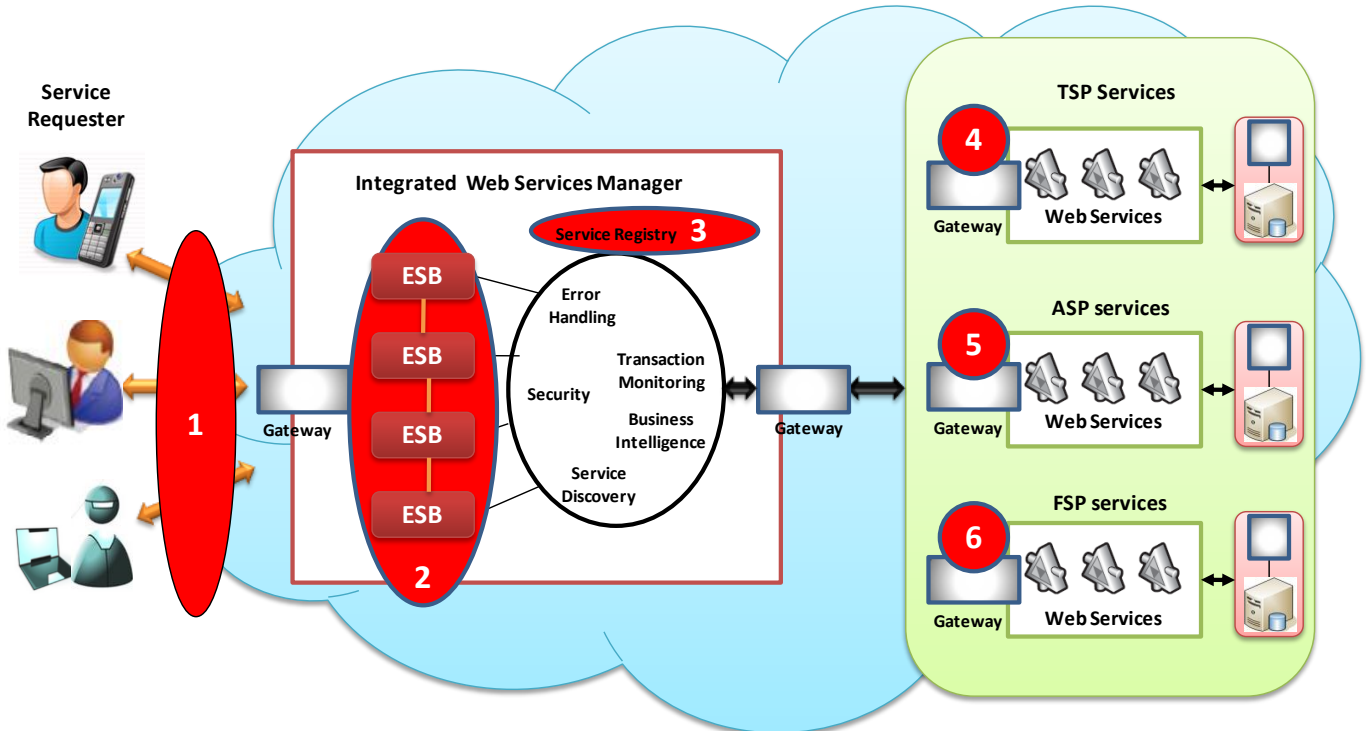 Service
Requester
1
Integrated Web Services Manager
Service Registry 3
ESB
ESB
ESB
ESB
2
Error
Handling
Security
Transaction
Monitoring
Business
Intelligence
Service
Discovery
Gateway
Gateway
TSP Services
4
Web Services
Gateway
ASP services
5
Web Services
Gateway
FSP services
6
Web Services
Gateway